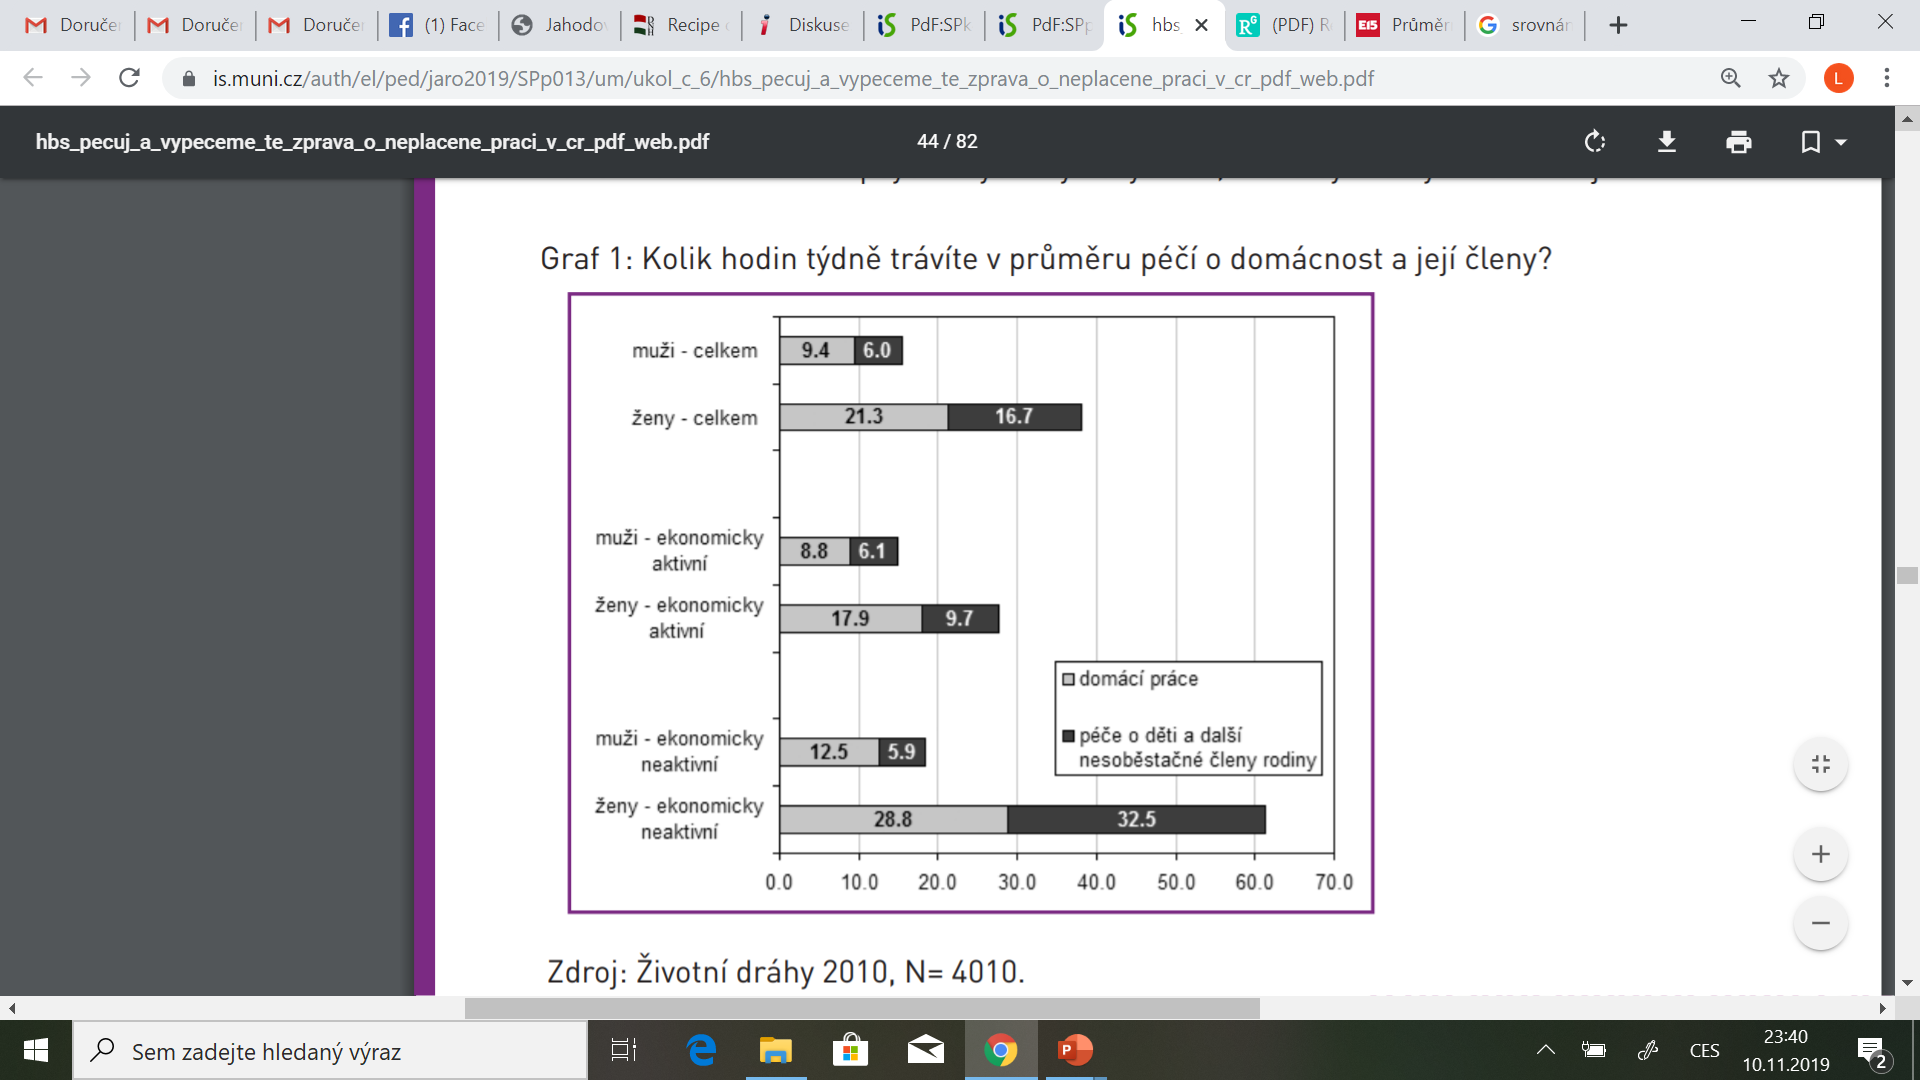 Doručer
Doručer
Doručer
(1) Face
Jahodov
Recipe
Diskuse
PdF:SPk
PdF:SPp
hbs_
(PDF) R
E15 Průměr
srovnán
is.muni.cz/auth/el/ped/jaro2019/SPp013/um/ukol_c_6/hbs_pecuj_a_vypeceme_te_zprava_o_neplacene_praci_v_cr_pdf_web.pdf
L
hbs_pecuj_a_vypeceme_te_zprava_o_neplacene_praci_v_cr_pdf_web.pdf
44 / 82
Graf 1: Kolik hodin týdně trávíte v průměru péčí o domácnost a její členy?
muži - celkem
9.4 6.0
ženy - celkem
21.3 16.7
muži - ekonomicky
aktivní
8.8 6.1
ženy - ekonomicky
aktivní
17.9 9.7
domácí práce
péče o děti a další
nesoběstačné členy rodiny
muži - ekonomicky
neaktivní
12.5 5.9
ženy - ekonomicky
neaktivní
28.8 32.5
0.0 10.0 20.0 30.0 40.0 50.0 60.0 70.0
Zdroj: Životní dráhy 2010, N= 4010.
Sem zadejte hledaný výraz
CES
23:40
10.11.2019
2